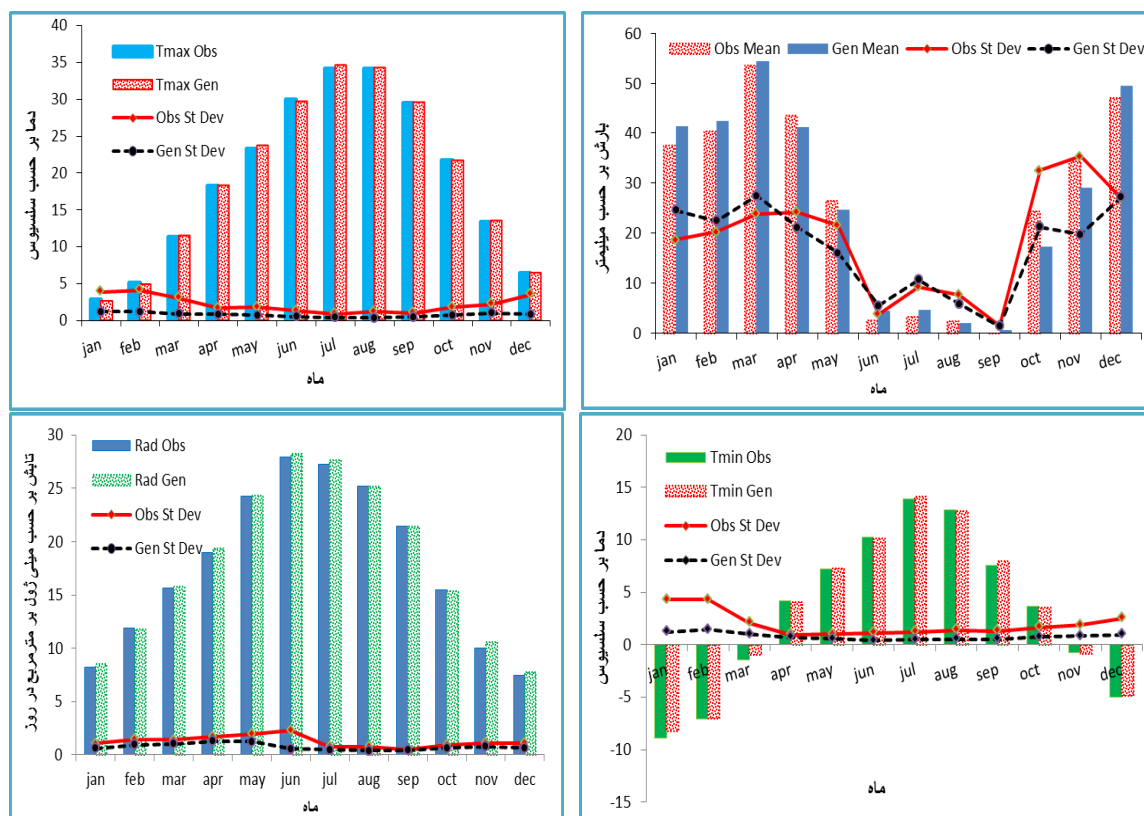 40
35
30
25
20
15
10
5
0
Tmax Obs
Tmax Gen
Obs St Dev
Gen St Dev
دما بر حسب سلسیوس
jan feb mar apr may jun jul aug sep oct nov dec
ماه
60
50
40
30
20
10
0
Obs Mean Gen Mean Obs St Dev Gen St Dev
بارش بر حسب میلیمتر
jan feb mar apr may jun jul aug sep oct nov dec
ماه
30
25
20
15
10
5
0
Rad Obs
Rad Gen
Obs St Dev
Gen St Dev
تابش بر حسب میلی ژول بر مترمربع در روز
jan feb mar apr may jun jul aug sep oct nov dec
ماه
20
15
10
5
0
-5
-10
-15
Tmin Obs
Tmin Gen
Obs St Dev
Gen St Dev
دما بر حسب سلسیوس
jan feb mar apr may jun jul aug sep oct nov dec
ماه